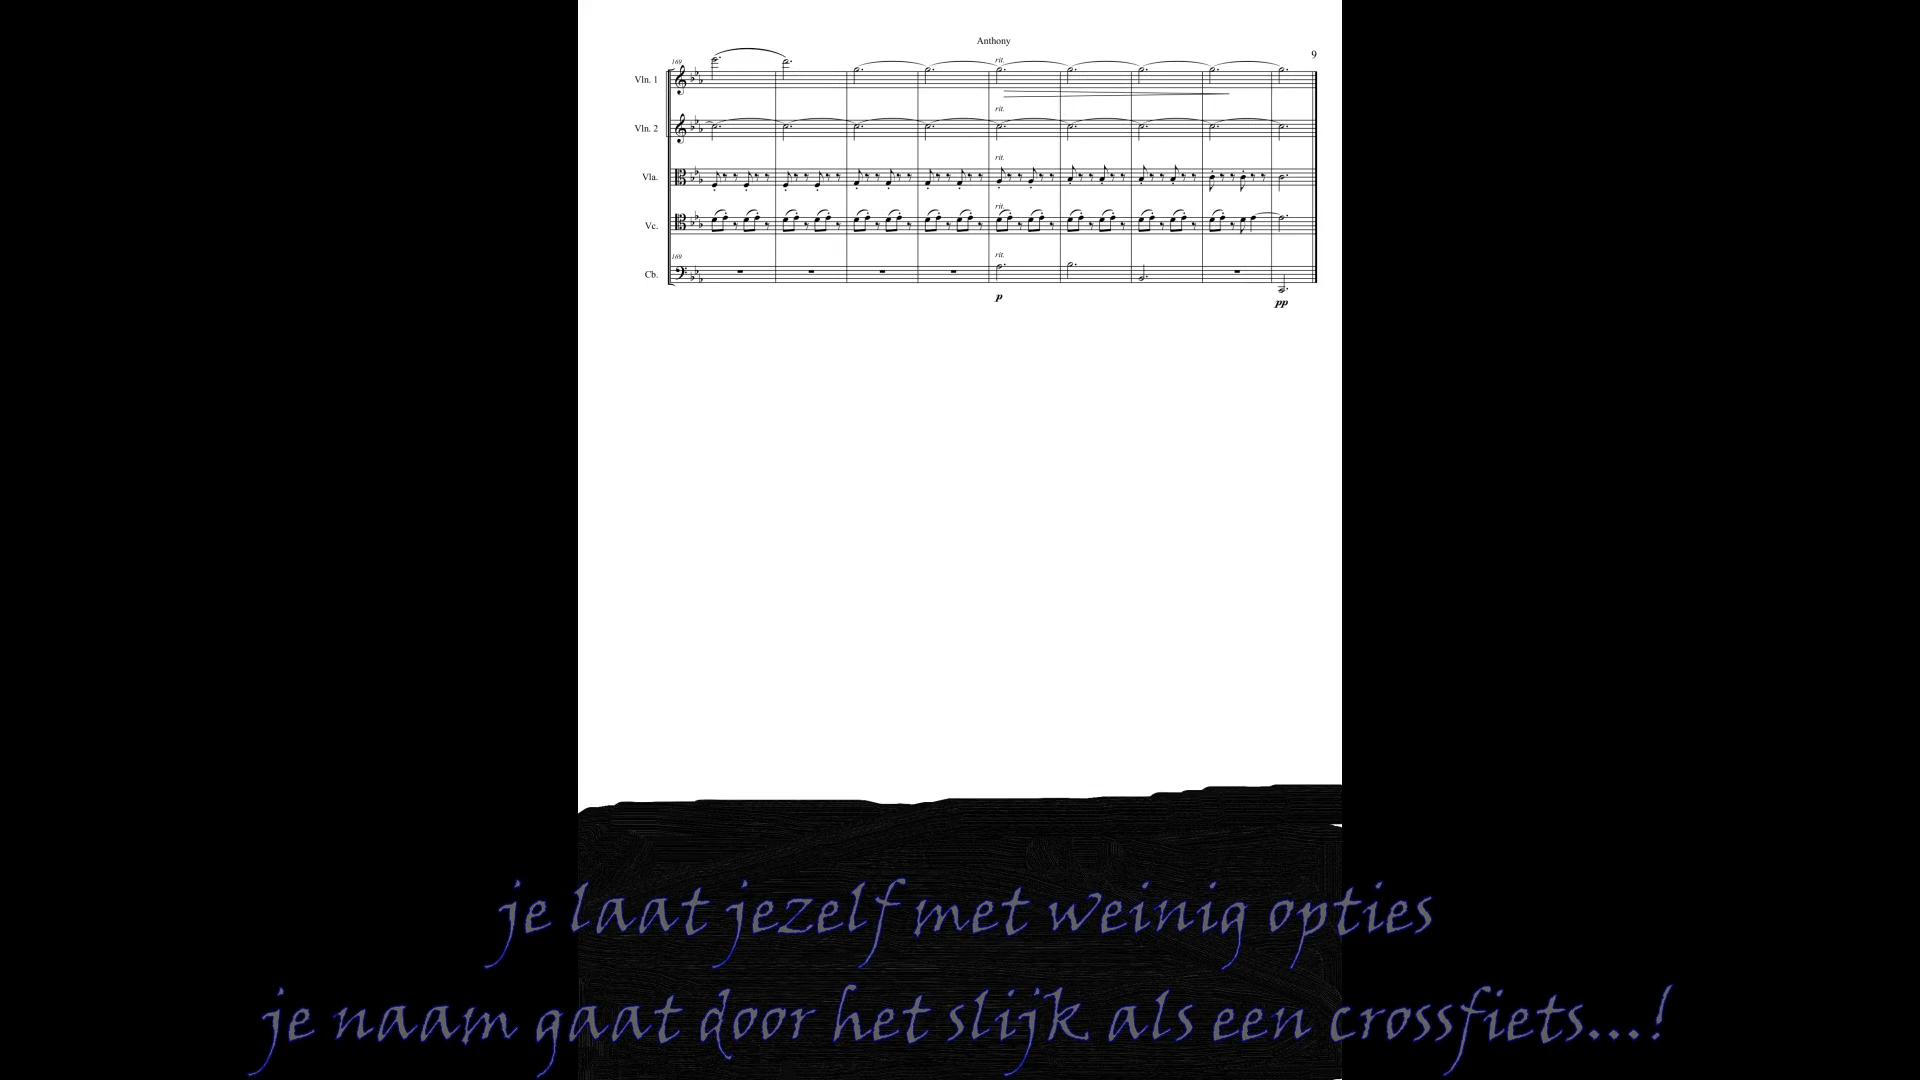 Anthony
9
169
rit.
Vln. 1
rit.
Vln. 2
rit.
Vla.
rit.
Vc.
169
rit.
Cb.
p
pp
je laat jezelf met weinig opties
je naam gaat door het slijk als een crossfiets...!